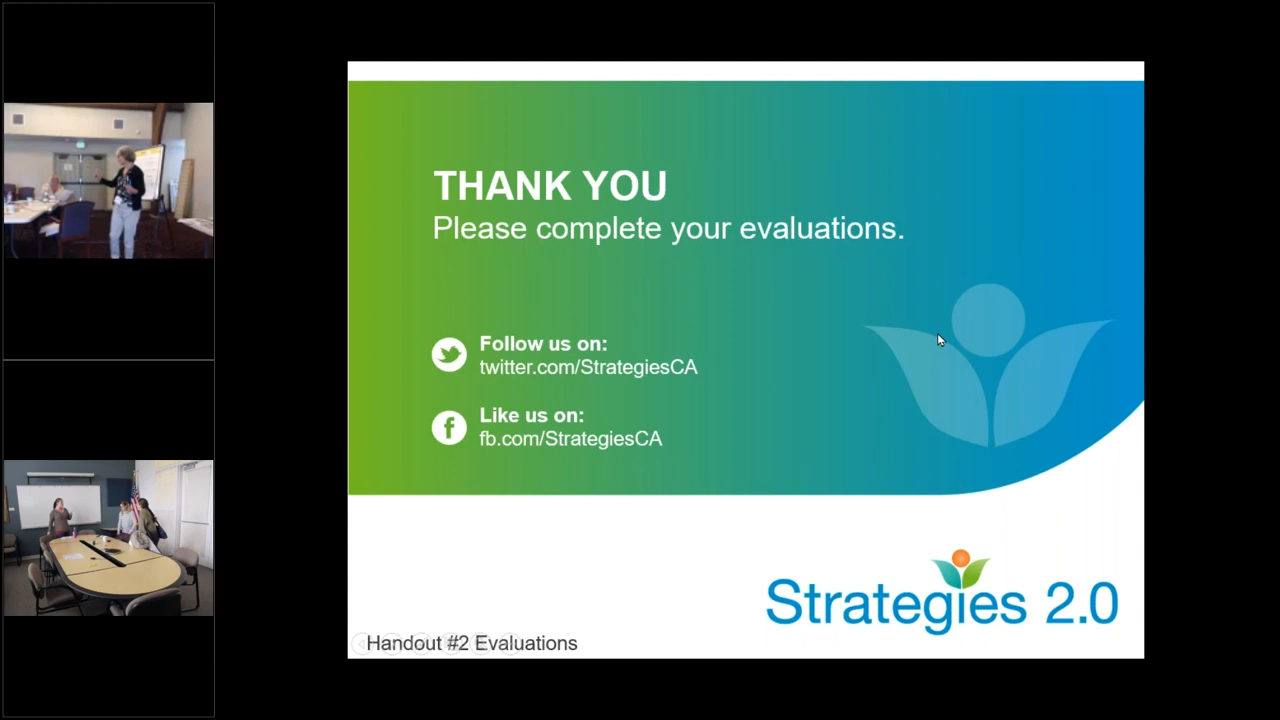 THANK YOU
Please complete your evaluations.
Follow us on:
twitter.com/StrategiesCA
Like us on:
fb.com/StrategiesCA
Strategies 2.0
Handout #2 Evaluations